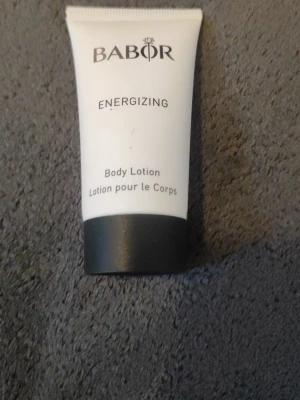 BABOR
ENERGIZING
Body Lotion
Lotion pour le Corps